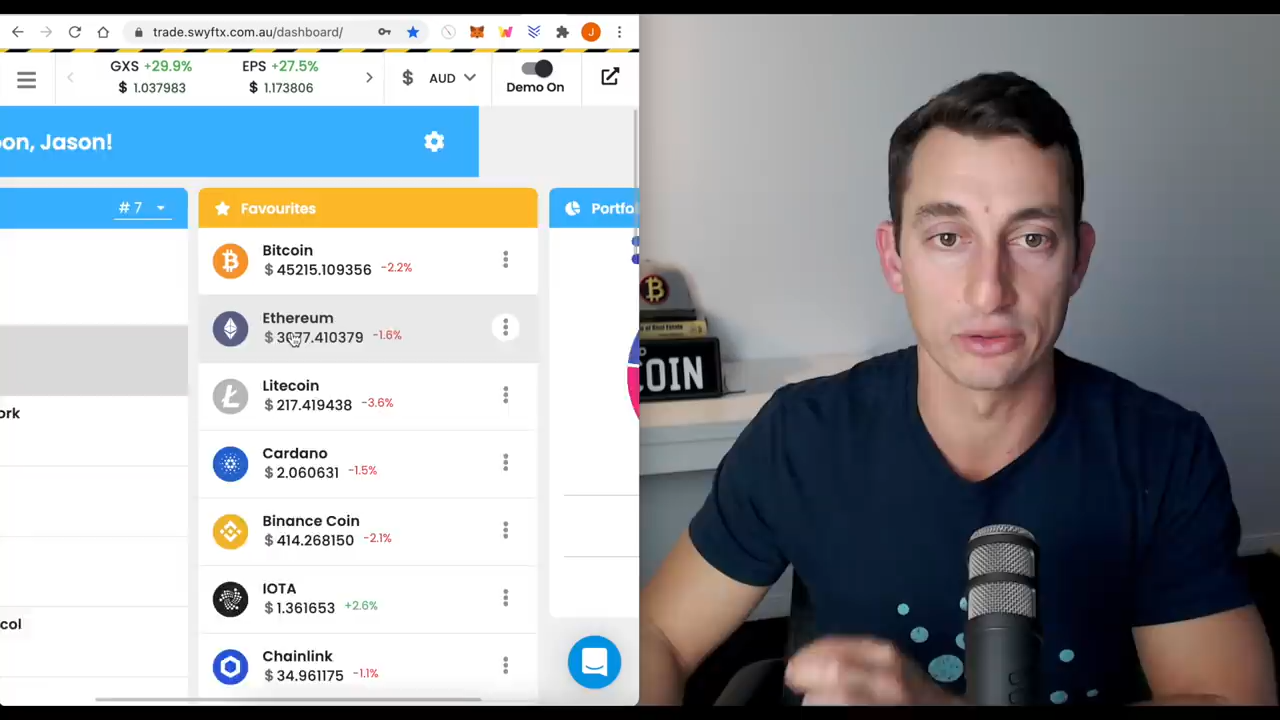 trade.swyftx.com.au/dashboard/
J
GXS +29.9%
$ 1.037983
EPS +27.5%
$ 1.173806
$ AUD
Demo On
on, Jason!
# 7
Favourites
Portfo
Bitcoin
$ 45215.109356 -2.2%
Ethereum
$ 3077.410379 -1.6%
Litecoin
$ 217.419438 -3.6%
ork
Cardano
$ 2.060631 -1.5%
Binance Coin
$ 414.268150 -2.1%
IOTA
$ 1.361653 +2.6%
col
Chainlink
$ 34.961175 -1.1%
OIN